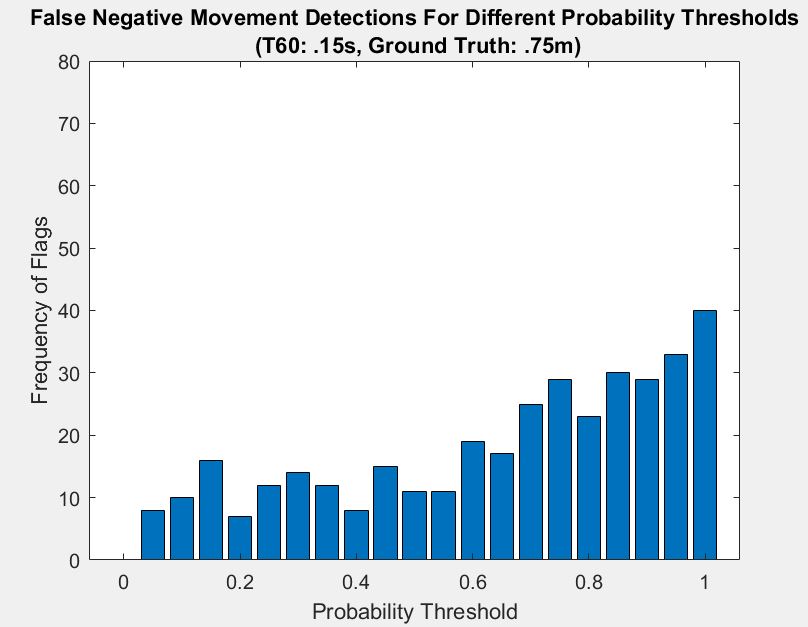 False Negative Movement Detections For Different Probability Thresholds
(T60: .15s, Ground Truth: .75m)
80
70
60
50
40
30
20
10
0
Frequency of Flags
0 0.2 0.4 0.6 0.8 1
Probability Threshold